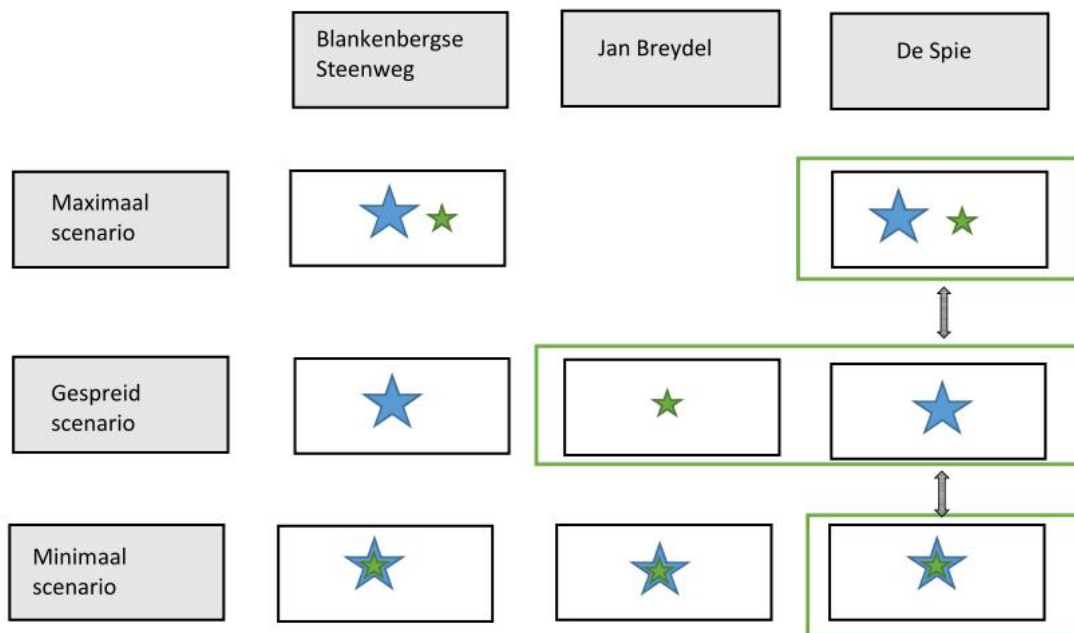 Blankenbergse
Steenweg
Jan Breydel
De Spie
Maximaal
scenario
Gespreid
scenario
Minimaal
scenario